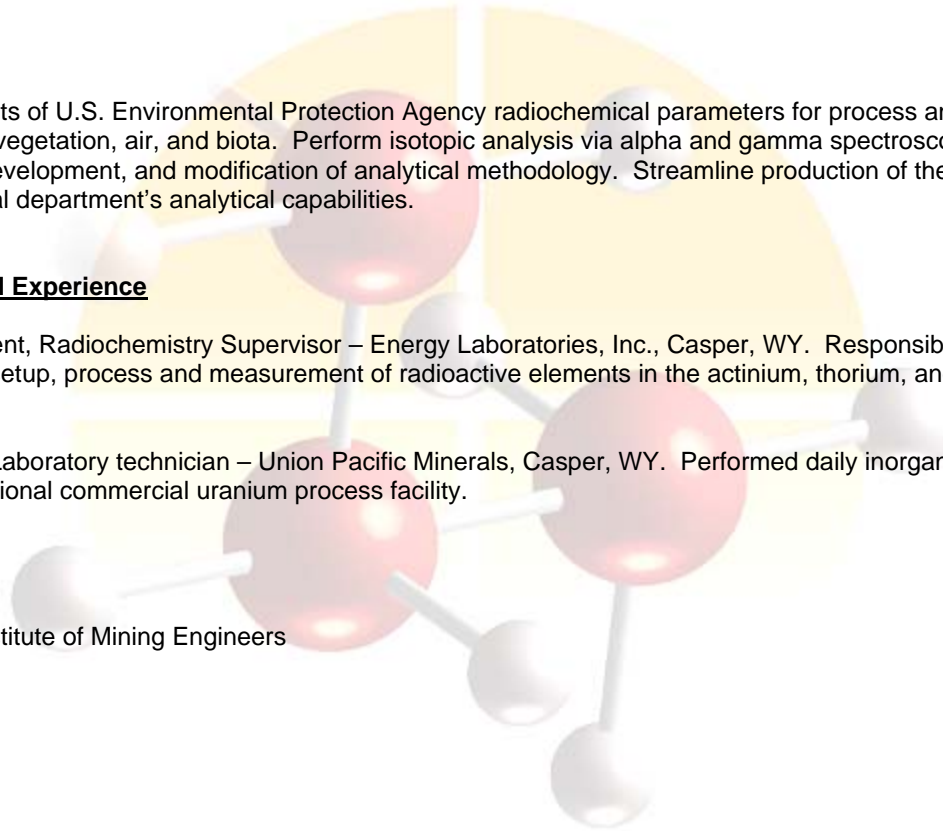 ts of U.S. Environmental Protection Agency radiochemical parameters for process an
vegetation, air, and biota.  Perform isotopic analysis via alpha and gamma spectrosco
evelopment, and modification of analytical methodology.  Streamline production of the
al department’s analytical capabilities.
Experience
ent, Radiochemistry Supervisor – Energy Laboratories, Inc., Casper, WY.  Responsib
etup, process and measurement of radioactive elements in the actinium, thorium, an
aboratory technician – Union Pacific Minerals, Casper, WY.  Performed daily inorgan
ional commercial uranium process facility.
titute of Mining Engineers